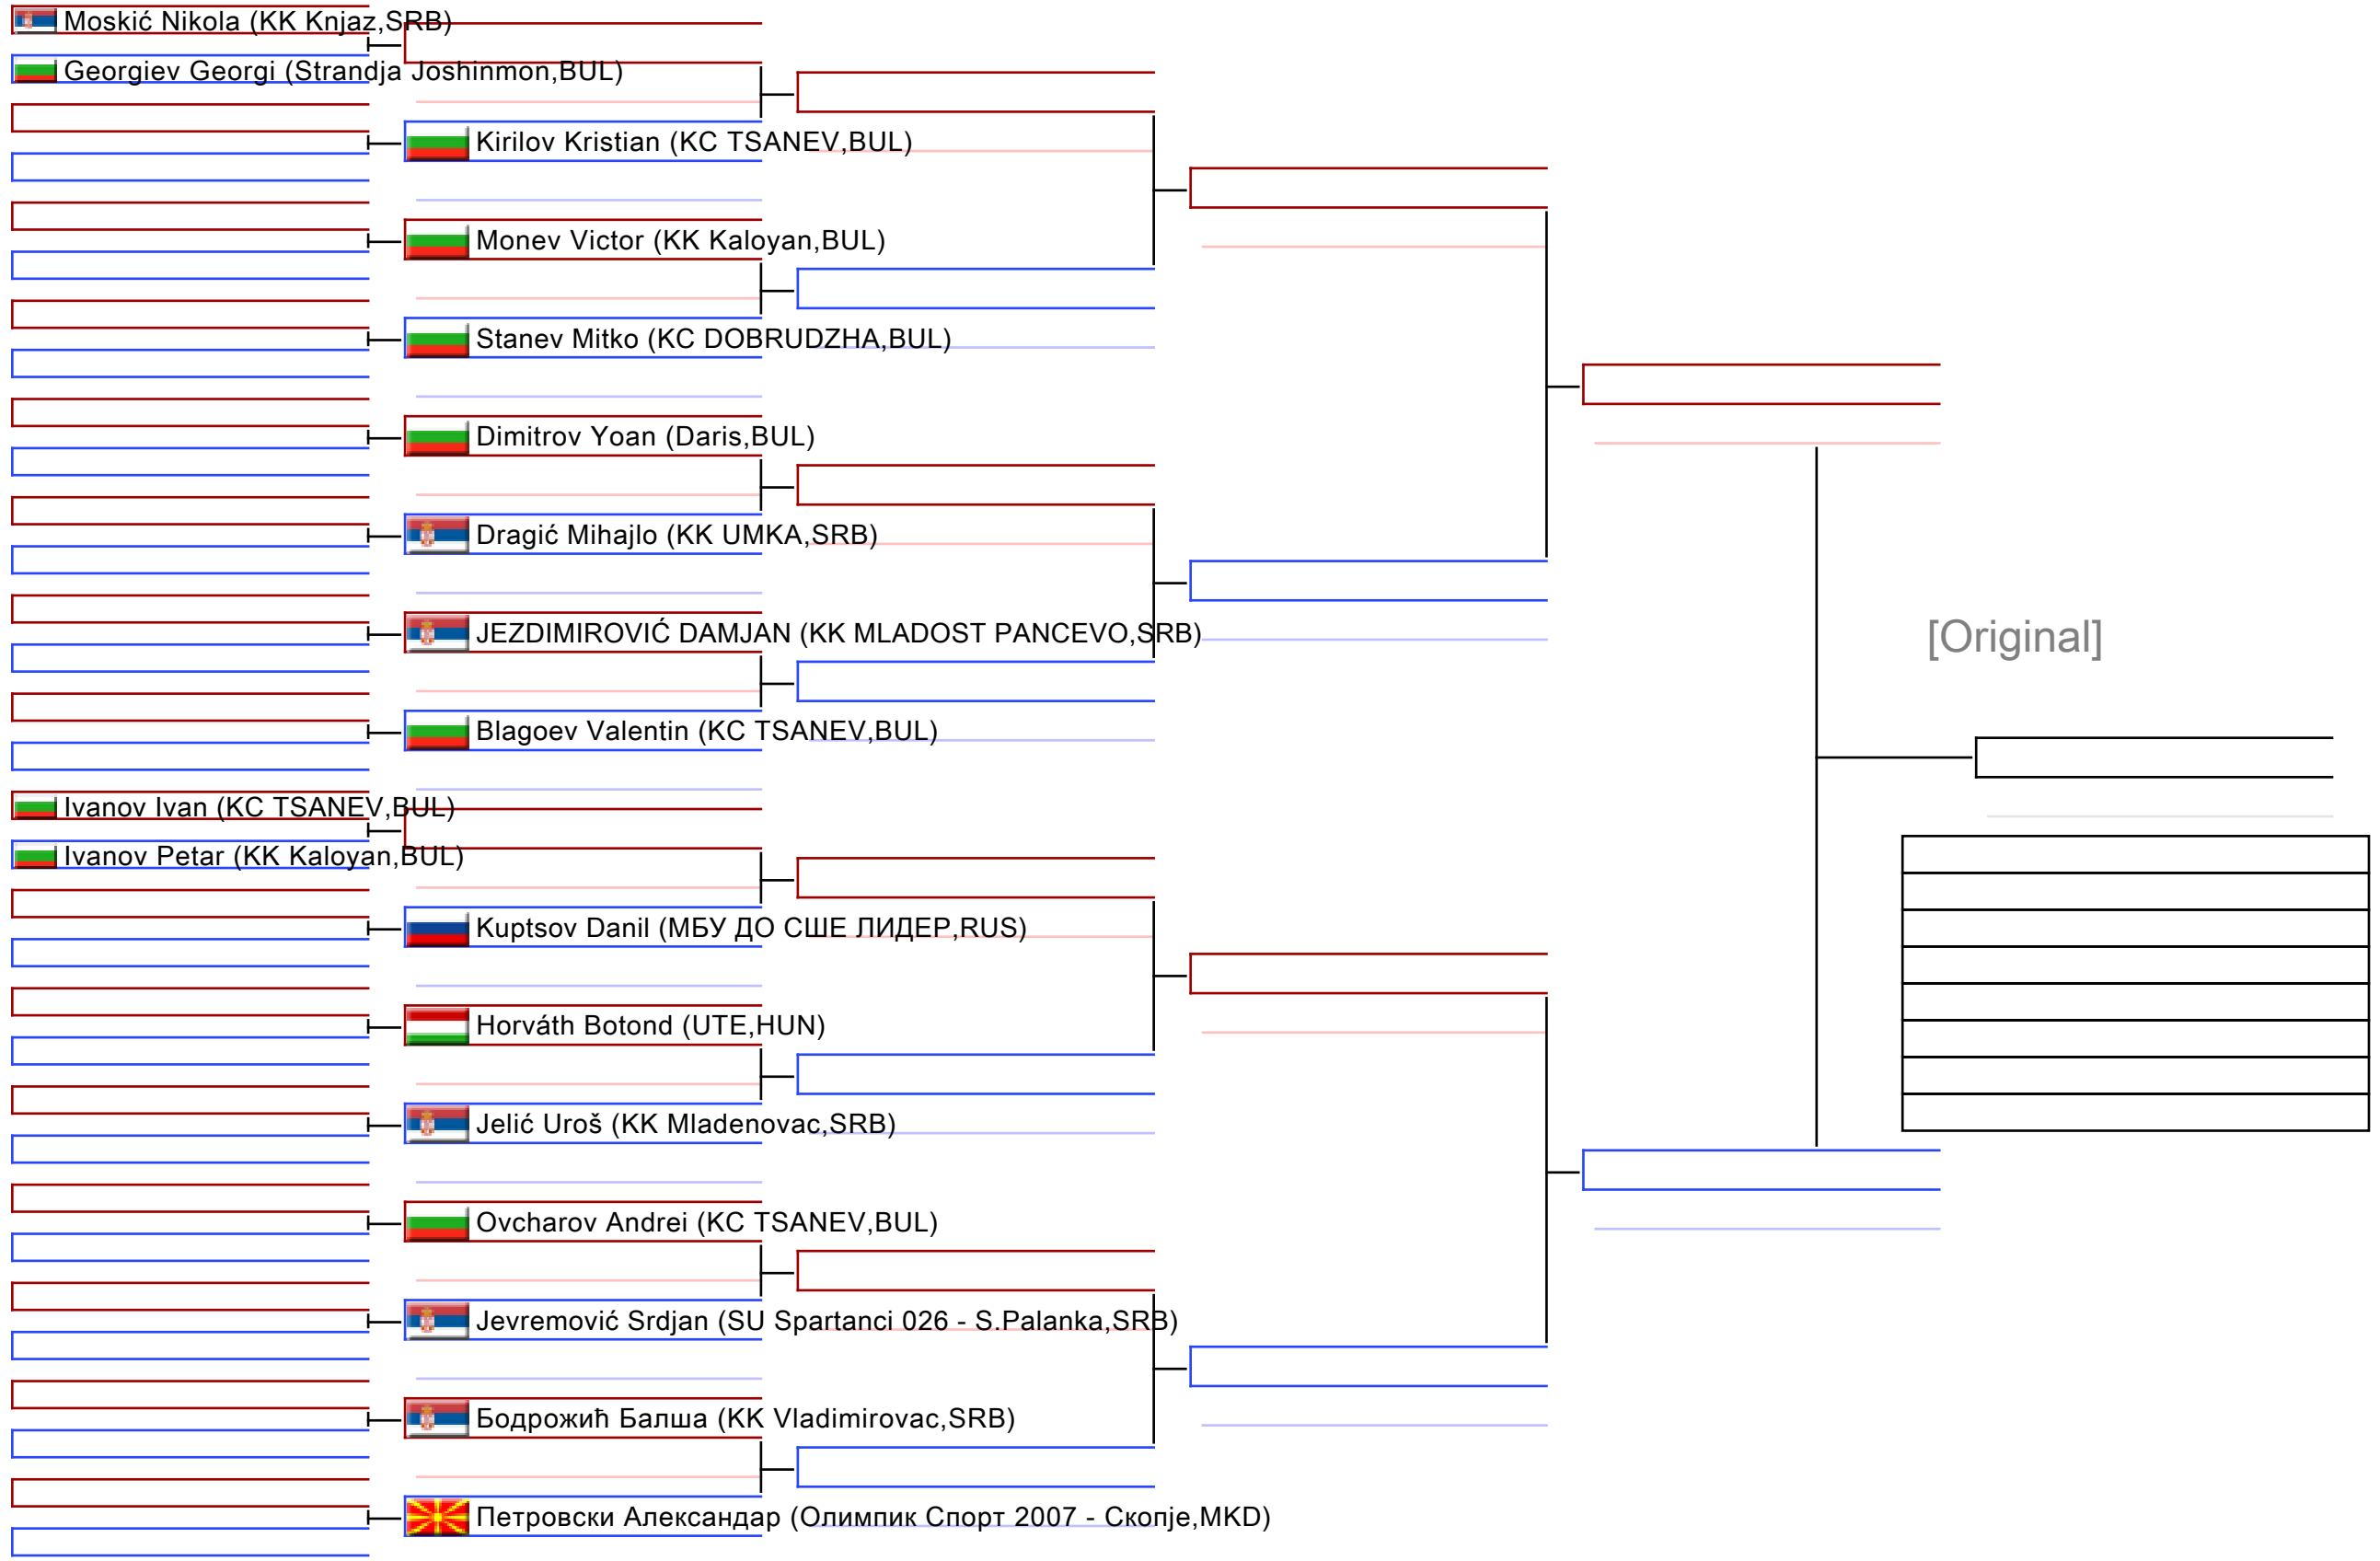 Moskić Nikola (KK Knjaz,SRB)
Georgiev Georgi (Strandja Joshinmon,BUL)
Kirilov Kristian (KC TSANEV,BUL)
Monev Victor (KK Kaloyan,BUL)
Stanev Mitko (KC DOBRUDZHA,BUL)
Dimitrov Yoan (Daris,BUL)
Dragić Mihajlo (KK UMKA,SRB)
JEZDIMIROVIĆ DAMJAN (KK MLADOST PANCEVO,SRB)
[Original]
Blagoev Valentin (KC TSANEV,BUL)
Ivanov Ivan (KC TSANEV,BUL)
Ivanov Petar (KK Kaloyan,BUL)
Kuptsov Danil (МБУ ДО СШЕ ЛИДЕР,RUS)
Horváth Botond (UTE,HUN)
Jelić Uroš (KK Mladenovac,SRB)
Ovcharov Andrei (KC TSANEV,BUL)
Jevremović Srdjan (SU Spartanci 026 - S.Palanka,SRB)
Бодрожић Балша (KK Vladimirovac,SRB)
Петровски Александар (Олимпик Спорт 2007 - Скопје,MKD)